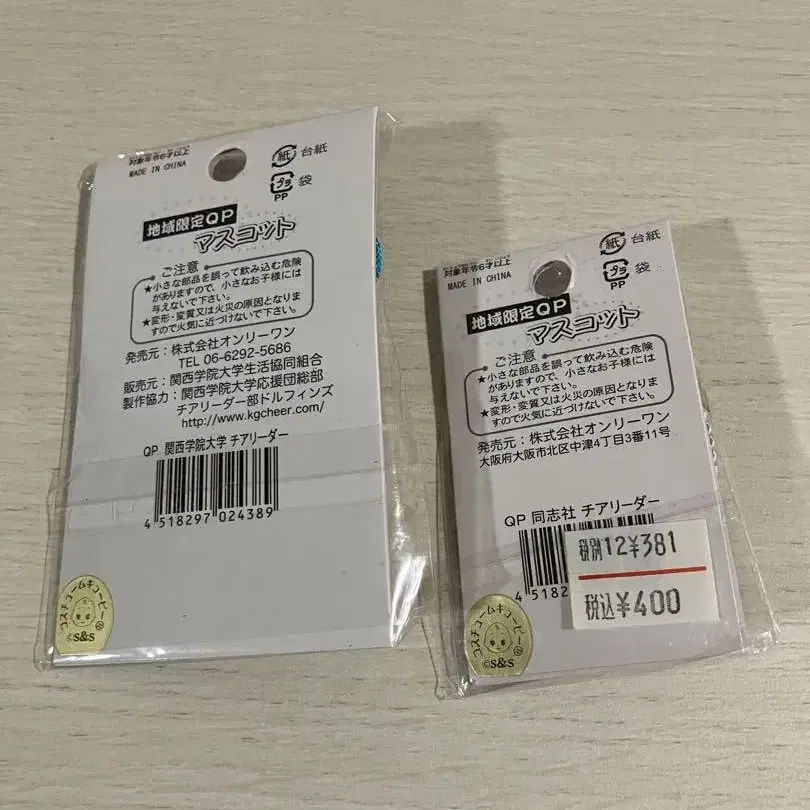 対象年令6才以上
MADE IN CHINA
紙 台紙
プラ 袋
PP
地域限定QP
マスコット
ご注意
★小さな部品を誤って飲み込む危険
がありますので、小さなお子様には
与えないで下さい。
★変形・変質又は火災の原因となりま
すので火気に近づけないで下さい。
発売元：株式会社オンリーワン
TEL 06-6292-5686
販売元：関西学院大学生活協同組合
製作協力：関西学院大学応援団総部
チアリーダー部ドルフィンズ
http://www.kgcheer.com/
QP 関西学院大学 チアリーダー
4 518297 024389
コスチュームキューピー
©S&S
対象年令6才以上
MADE IN CHINA
紙 台紙
プラ 袋
PP
地域限定QP
マスコット
ご注意
★小さな部品を誤って飲み込む危険
がありますので、小さなお子様には
与えないで下さい。
★変形・変質又は火災の原因となりま
すので火気に近づけないで下さい。
発売元：株式会社オンリーワン
大阪府大阪市北区中津4丁目3番11号
QP 同志社 チアリーダー
4 5182
税別12¥381
税込¥400
コスチュームキューピー
©S&S